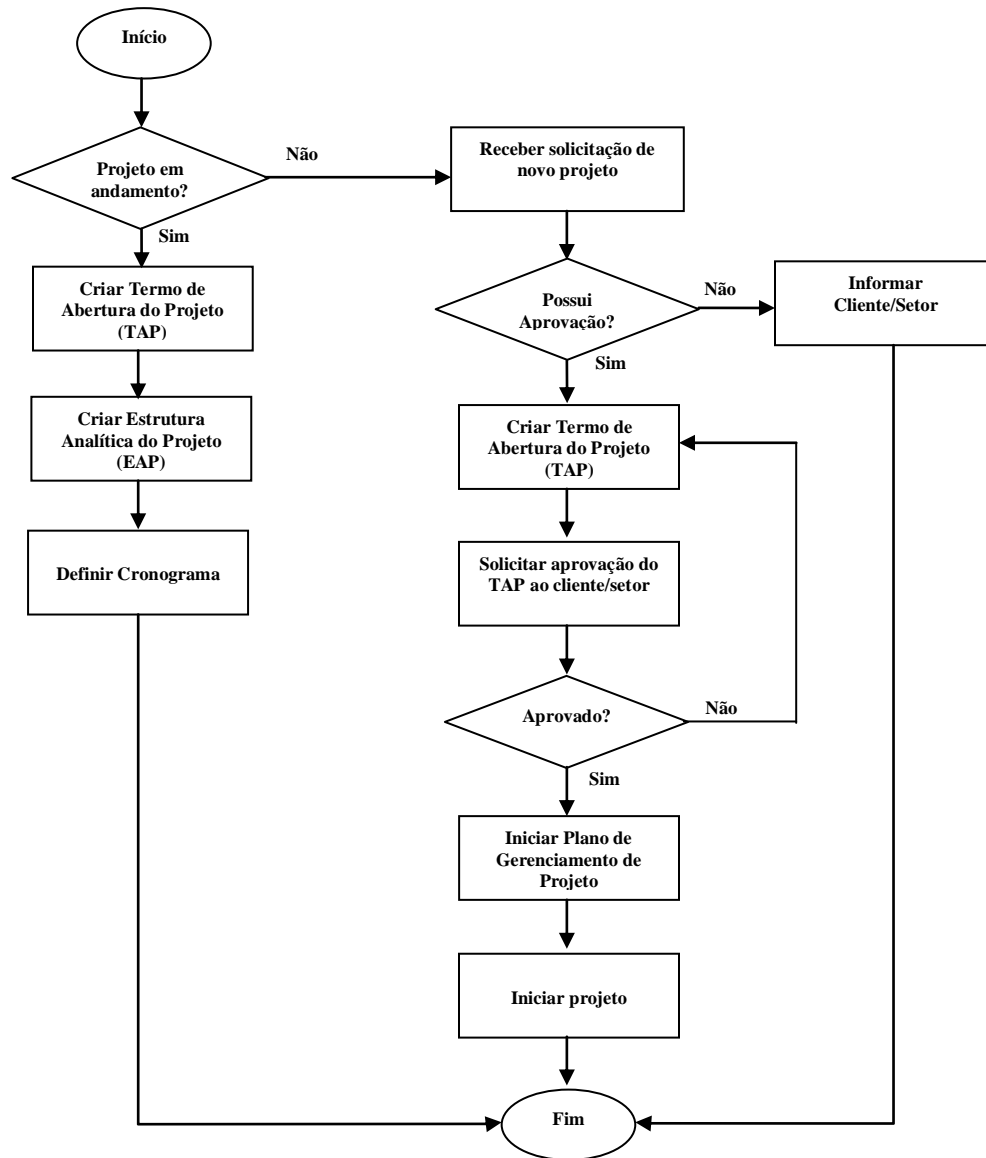 Início
Projeto em
andamento?
Não
Receber solicitação de
novo projeto
Sim
Criar Termo de
Abertura do Projeto
(TAP)
Possui
Aprovação?
Não
Informar
Cliente/Setor
Sim
Criar Estrutura
Analítica do Projeto
(EAP)
Criar Termo de
Abertura do Projeto
(TAP)
Definir Cronograma
Solicitar aprovação do
TAP ao cliente/setor
Aprovado?
Não
Sim
Iniciar Plano de
Gerenciamento de
Projeto
Iniciar projeto
Fim